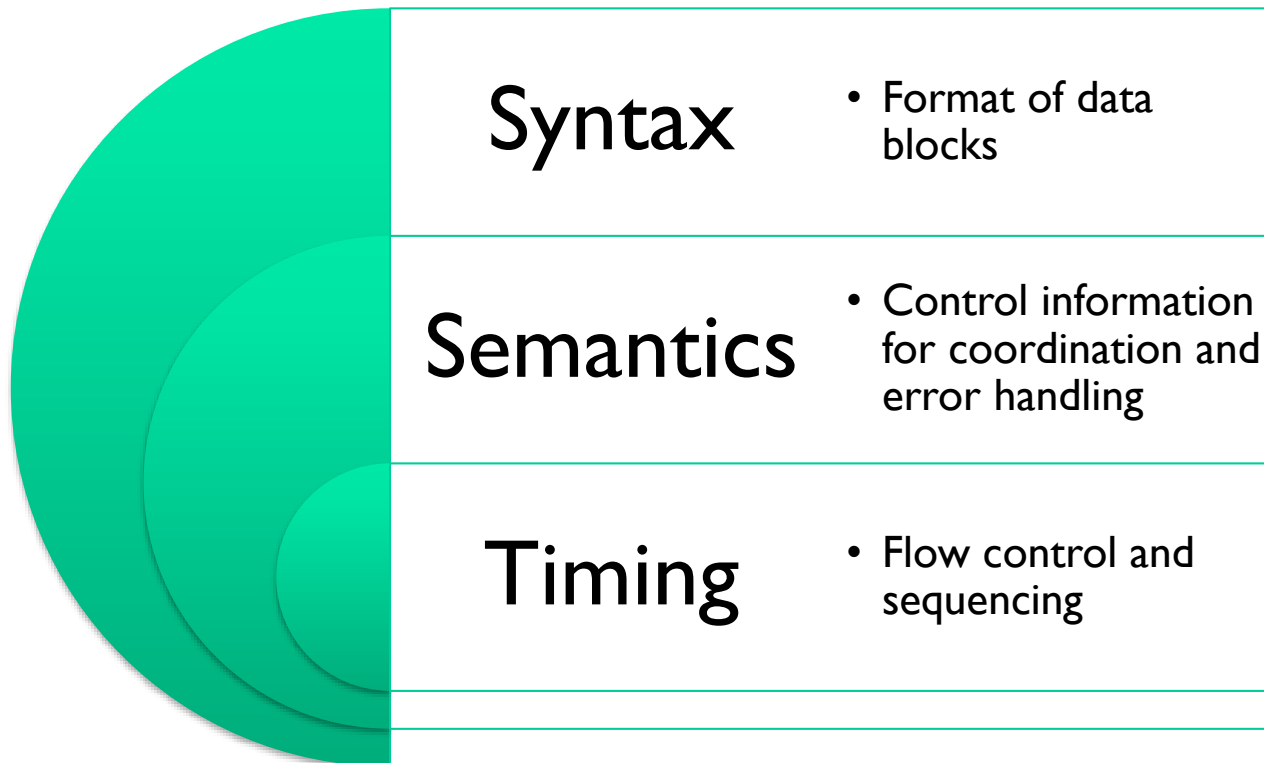 Syntax
• Format of data
blocks
Semantics
• Control information
for coordination and
error handling
Timing
• Flow control and
sequencing